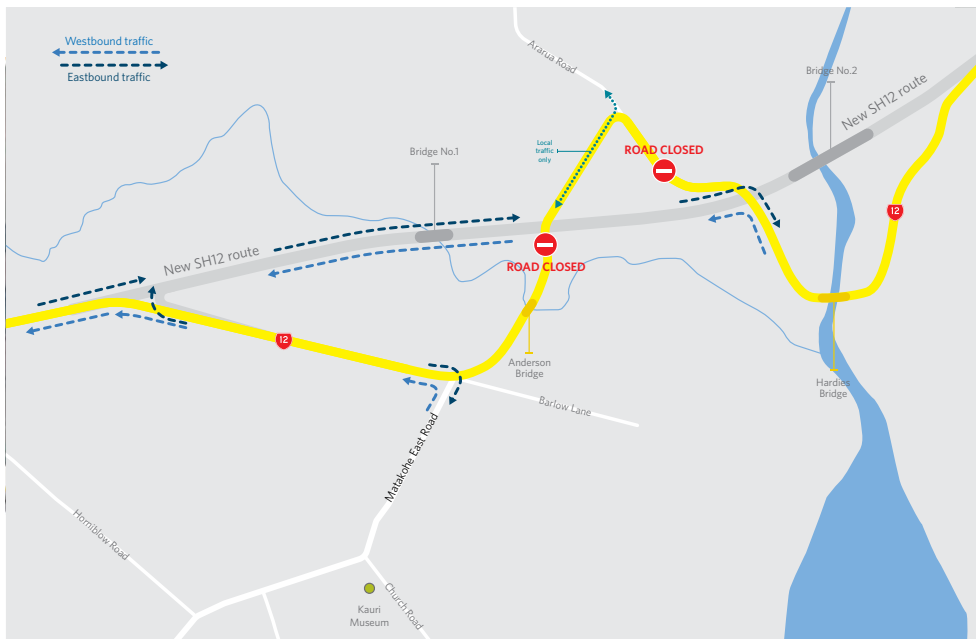 Westbound traffic
Eastbound traffic
Ararua Road
Bridge No.2
New SH12 route
Local
traffic
only
ROAD CLOSED
Bridge No.1
12
New SH12 route
ROAD CLOSED
12
Anderson
Bridge
Hardies
Bridge
Barlow Lane
Matakohe East Road
Horniblow Road
Kauri
Museum
Church Road